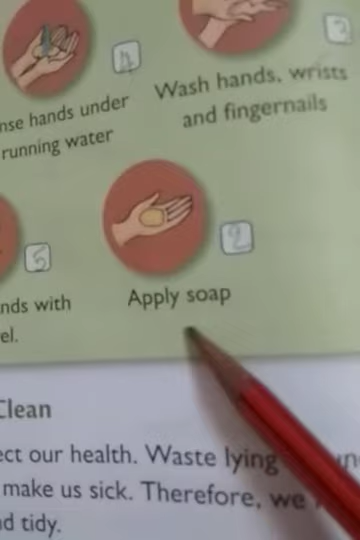 4
3
nse hands under
running water
Wash hands, wrists
and fingernails
5
2
nds with
el.
Apply soap
Clean
ect our health. Waste lying
make us sick. Therefore, we
d tidy.